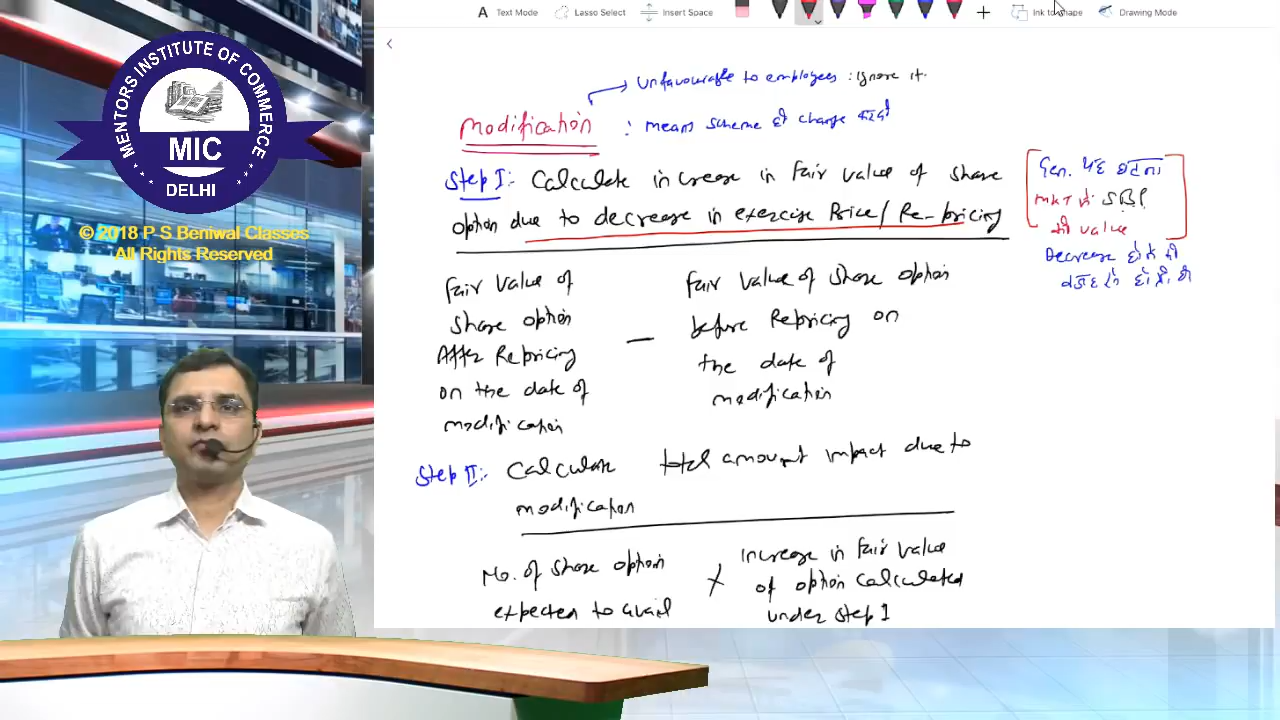 Text Mode
Lasso Select
Insert Space
Ink to Shape
Drawing Mode
MENTORS INSTITUTE OF COMMERCE
MIC
DELHI
© 2018 P S Beniwal Classes
All Rights Reserved
→ Unfavourable to employees : ignore it.
Modification : means scheme को change करना
Step I :- Calculate increase in fair value of share
option due to decrease in exercise Price / Re-pricing
Gen. यह घटना
MKT में
की value
Decrease होने की
वजह से होती है
Fair value of
share option
After Repricing
on the date of
modification
—
Fair value of share option
before Repricing on
the date of
modification
Step II :- Calculate total amount impact due to
modification
No. of share option
expected to avail
×
increase in fair value
of option calculated
under step I